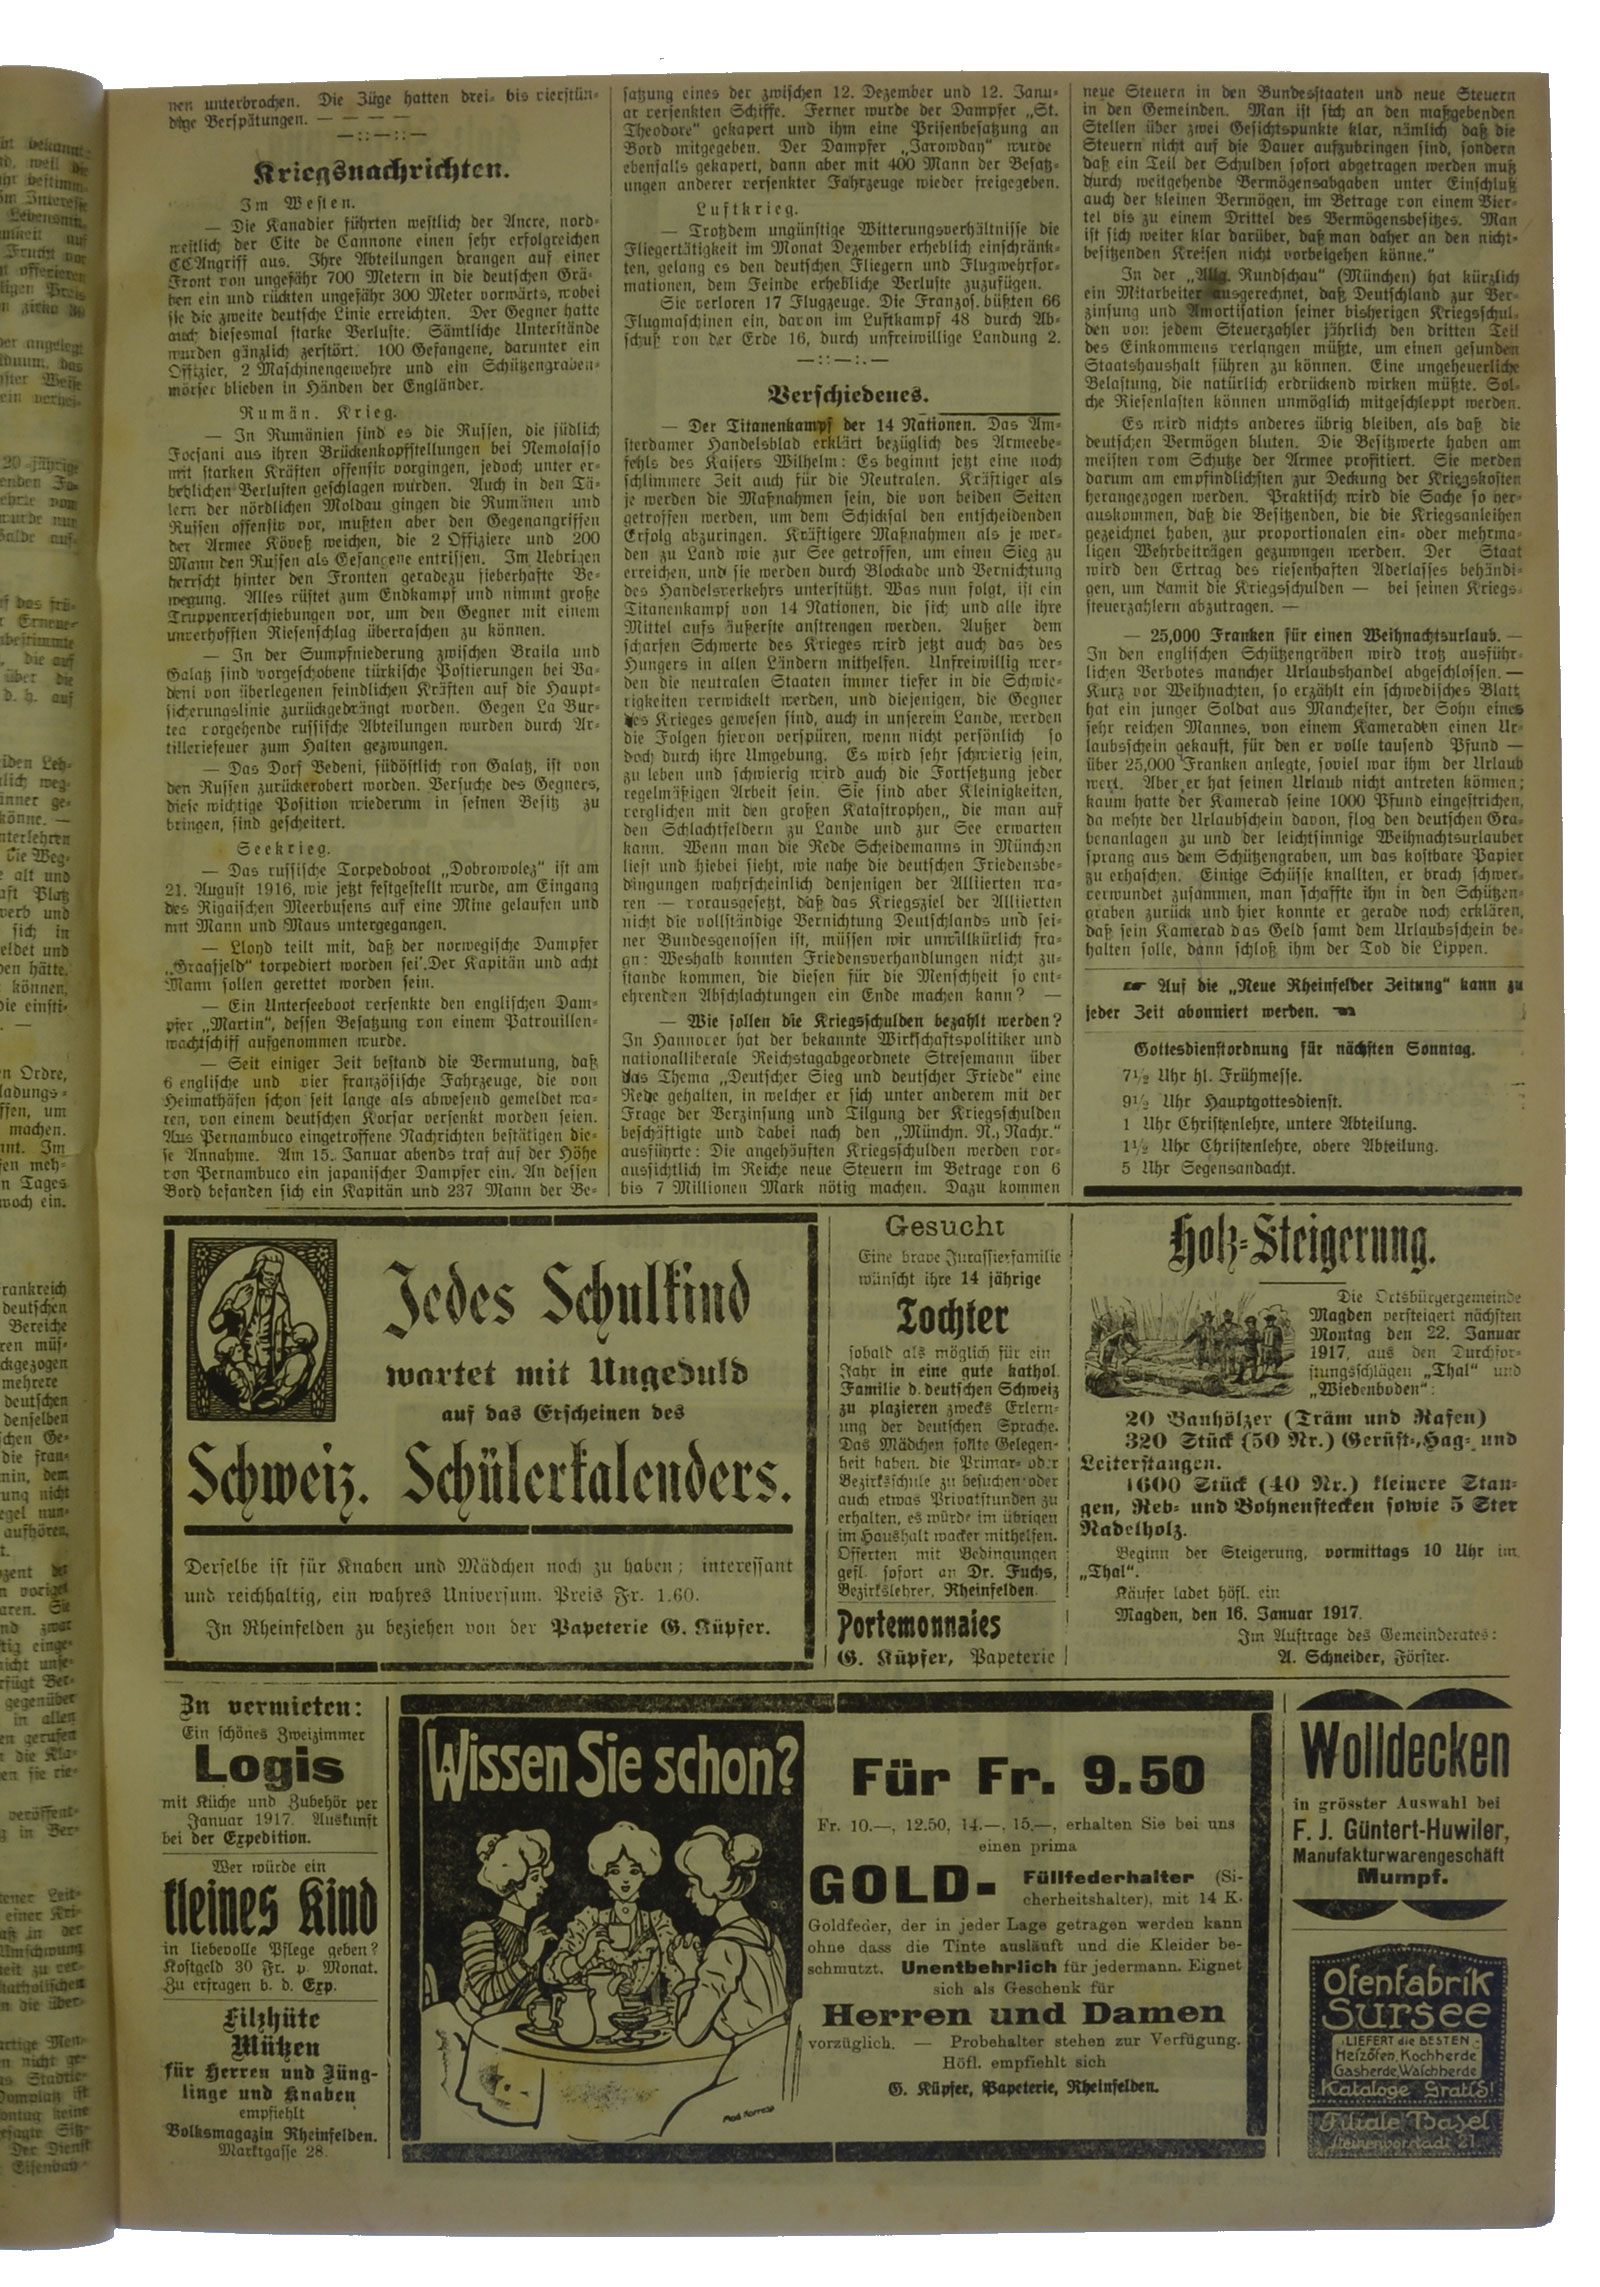 nen unterbrochen. Die Züge hatten drei- bis vierstün-
dige Verspätungen. — — — —
—::—::—
Kriegsnachrichten.
Im Westen.
— Die Kanadier führten westlich der Ancre, nord-
westlich der Cite de Cannone einen sehr erfolgreichen
CCAngriff aus. Ihre Abteilungen drangen auf einer
Front von ungefähr 700 Metern in die deutschen Grä-
ben ein und rückten ungefähr 300 Meter vorwärts, wobei
sie die zweite deutsche Linie erreichten. Der Gegner hatte
auch diesesmal starke Verluste. Sämtliche Unterstände
wurden gänzlich zerstört. 100 Gefangene, darunter ein
Offizier, 2 Maschinengewehre und ein Schützengraben-
mörser blieben in Händen der Engländer.
Rumän. Krieg.
— In Rumänien sind es die Russen, die südlich
Focsani aus ihren Brückenkopfstellungen bei Nemolasso
mit starken Kräften offensiv vorgingen, jedoch unter er-
heblichen Verlusten geschlagen wurden. Auch in den Tä-
lern der nördlichen Moldau gingen die Rumänen und
Russen offensiv vor, mußten aber den Gegenangriffen
der Armee Köveß weichen, die 2 Offiziere und 200
Mann den Russen als Gefangene entrissen. Im Uebrigen
herrscht hinter den Fronten geradezu fieberhafte Be-
wegung. Alles rüstet zum Endkampf und nimmt große
Truppenverschiebungen vor, um den Gegner mit einem
unverhofften Riesenschlag überraschen zu können.
— In der Sumpfniederung zwischen Braila und
Galatz sind vorgeschobene türkische Postierungen bei Va-
deni von überlegenen feindlichen Kräften auf die Haupt-
sicherungslinie zurückgedrängt worden. Gegen La Bur-
tea vorgehende russische Abteilungen wurden durch Ar-
tilleriefeuer zum Halten gezwungen.
— Das Dorf Vedeni, südöstlich von Galatz, ist von
den Russen zurückerobert worden. Versuche des Gegners,
diese wichtige Position wiederum in seinen Besitz zu
bringen, sind gescheitert.
Seekrieg.
— Das russische Torpedoboot „Dobrowolez" ist am
21. August 1916, wie jetzt festgestellt wurde, am Eingang
des Rigaischen Meerbusens auf eine Mine gelaufen und
mit Mann und Maus untergegangen.
— Lloyd teilt mit, daß der norwegische Dampfer
„Graafjeld" torpediert worden sei. Der Kapitän und acht
Mann sollen gerettet worden sein.
— Ein Unterseeboot versenkte den englischen Dam-
pfer „Martin", dessen Besatzung von einem Patrouillen-
wachtschiff aufgenommen wurde.
— Seit einiger Zeit bestand die Vermutung, daß
6 englische und vier französische Fahrzeuge, die von
Heimathäfen schon seit lange als abwesend gemeldet wa-
ren, von einem deutschen Korsar versenkt worden seien.
Aus Pernambuco eingetroffene Nachrichten bestätigen die-
se Annahme. Am 15. Januar abends traf auf der Höhe
von Pernambuco ein japanischer Dampfer ein. An dessen
Bord befanden sich ein Kapitän und 237 Mann der Be-
satzung eines der zwischen 12. Dezember und 12. Janu-
ar versenkten Schiffe. Ferner wurde der Dampfer „St.
Theodore" gekapert und ihm eine Prisenbesatzung an
Bord mitgegeben. Der Dampfer „Jarowday" wurde
ebenfalls gekapert, dann aber mit 400 Mann der Besatz-
ungen anderer versenkter Fahrzeuge wieder freigegeben.
Luftkrieg.
— Trotzdem ungünstige Witterungsverhältnisse die
Fliegertätigkeit im Monat Dezember erheblich einschränk-
ten, gelang es den deutschen Fliegern und Flugwehrfor-
mationen, dem Feinde erhebliche Verluste zuzufügen.
Sie verloren 17 Flugzeuge. Die Franzos. büßten 66
Flugmaschinen ein, davon im Luftkampf 48 durch Ab-
schuß von der Erde 16, durch unfreiwillige Landung 2.
—::—:.—
Verschiedenes.
— Der Titanenkampf der 14 Nationen. Das Am-
sterdamer Handelsblad erklärt bezüglich des Armeebe-
fehls des Kaisers Wilhelm: Es beginnt jetzt eine noch
schlimmere Zeit auch für die Neutralen. Kräftiger als
je werden die Maßnahmen sein, die von beiden Seiten
getroffen werden, um dem Schicksal den entscheidenden
Erfolg abzuringen. Kräftigere Maßnahmen als je wer-
den zu Land wie zur See getroffen, um einen Sieg zu
erreichen, und sie werden durch Blockade und Vernichtung
des Handelsverkehrs unterstützt. Was nun folgt, ist ein
Titanenkampf von 14 Nationen, die sich und alle ihre
Mittel aufs äußerste anstrengen werden. Außer dem
scharfen Schwerte des Krieges wird jetzt auch das des
Hungers in allen Ländern mithelfen. Unfreiwillig wer-
den die neutralen Staaten immer tiefer in die Schwie-
rigkeiten verwickelt werden, und diejenigen, die Gegner
des Krieges gewesen sind, auch in unserem Lande, werden
die Folgen hievon verspüren, wenn nicht persönlich so
doch durch ihre Umgebung. Es wird sehr schwierig sein,
zu leben und schwierig wird auch die Fortsetzung jeder
regelmäßigen Arbeit sein. Sie sind aber Kleinigkeiten,
verglichen mit den großen Katastrophen,, die man auf
den Schlachtfeldern zu Lande und zur See erwarten
kann. Wenn man die Rede Scheidemanns in München
liest und hiebei sieht, wie nahe die deutschen Friedensbe-
dingungen wahrscheinlich denjenigen der Alliierten wa-
ren — vorausgesetzt, daß das Kriegsziel der Alliierten
nicht die vollständige Vernichtung Deutschlands und sei-
ner Bundesgenossen ist, müssen wir unwillkürlich fra-
gn: Weshalb konnten Friedensverhandlungen nicht zu-
stande kommen, die diesen für die Menschheit so ent-
ehrenden Abschlachtungen ein Ende machen kann? —
— Wie sollen die Kriegsschulden bezahlt werden?
In Hannover hat der bekannte Wirtschaftspolitiker und
nationalliberale Reichstagabgeordnete Stresemann über
das Thema „Deutscher Sieg und deutscher Friede" eine
Rede gehalten, in welcher er sich unter anderem mit der
Frage der Verzinsung und Tilgung der Kriegsschulden
beschäftigte und dabei nach den „Münchn. N. Nachr."
ausführte: Die angehäuften Kriegsschulden werden vor-
aussichtlich im Reiche neue Steuern im Betrage von 6
bis 7 Millionen Mark nötig machen. Dazu kommen
neue Steuern in den Bundesstaaten und neue Steuern
in den Gemeinden. Man ist sich an den maßgebenden
Stellen über zwei Gesichtspunkte klar, nämlich daß die
Steuern nicht auf die Dauer aufzubringen sind, sondern
daß ein Teil der Schulden sofort abgetragen werden muß
durch weitgehende Vermögensabgaben unter Einschluß
auch der kleinen Vermögen, im Betrage von einem Vier-
tel bis zu einem Drittel des Vermögensbesitzes. Man
ist sich weiter klar darüber, daß man daher an den nicht-
besitzenden Kreisen nicht vorbeigehen könne."
In der „Allg. Rundschau" (München) hat kürzlich
ein Mitarbeiter ausgerechnet, daß Deutschland zur Ver-
zinsung und Amortisation seiner bisherigen Kriegsschul-
den von jedem Steuerzahler jährlich den dritten Teil
des Einkommens verlangen müßte, um einen gesunden
Staatshaushalt führen zu können. Eine ungeheuerliche
Belastung, die natürlich erdrückend wirken müßte. Sol-
che Riesenlasten können unmöglich mitgeschleppt werden.
Es wird nichts anderes übrig bleiben, als daß die
deutschen Vermögen bluten. Die Besitzwerte haben am
meisten vom Schutze der Armee profitiert. Sie werden
darum am empfindlichsten zur Deckung der Kriegskosten
herangezogen werden. Praktisch wird die Sache so her-
auskommen, daß die Besitzenden, die die Kriegsanleihen
gezeichnet haben, zur proportionalen ein- oder mehrma-
ligen Wehrbeiträgen gezwungen werden. Der Staat
wird den Ertrag des riesenhaften Aderlasses behändi-
gen, um damit die Kriegsschulden — bei seinen Kriegs-
steuerzahlern abzutragen. —
— 25,000 Franken für einen Weihnachtsurlaub. —
In den englischen Schützengräben wird trotz ausführ-
lichen Verbotes mancher Urlaubshandel abgeschlossen. —
Kurz vor Weihnachten, so erzählt ein schwedisches Blatt,
hat ein junger Soldat aus Manchester, der Sohn eines
sehr reichen Mannes, von einem Kameraden einen Ur-
laubsschein gekauft, für den er volle tausend Pfund —
über 25,000 Franken anlegte, soviel war ihm der Urlaub
wert. Aber er hat seinen Urlaub nicht antreten können;
kaum hatte der Kamerad seine 1000 Pfund eingestrichen,
da wehte der Urlaubschein davon, flog den deutschen Gra-
benanlagen zu und der leichtsinnige Weihnachtsurlauber
sprang aus dem Schützengraben, um das kostbare Papier
zu erhaschen. Einige Schüsse knallten, er brach schwer-
verwundet zusammen, man schaffte ihn in den Schützen-
graben zurück und hier konnte er gerade noch erklären,
daß sein Kamerad das Geld samt dem Urlaubsschein be-
halten solle, dann schloß ihm der Tod die Lippen.
☛ Auf die „Neue Rheinfelder Zeitung" kann zu
jeder Zeit abonniert werden. ☚
Gottesdienstordnung für nächsten Sonntag.
7½ Uhr hl. Frühmesse.
9½ Uhr Hauptgottesdienst.
1 Uhr Christenlehre, untere Abteilung.
1½ Uhr Christenlehre, obere Abteilung.
5 Uhr Segensandacht.
Jedes Schulkind
wartet mit Ungeduld
auf das Erscheinen des
Schweiz. Schülerkalenders.
Derselbe ist für Knaben und Mädchen noch zu haben; interessant
und reichhaltig, ein wahres Universum. Preis Fr. 1.60.
In Rheinfelden zu beziehen von der Papeterie G. Küpfer.
Gesucht
Eine brave Jurassierfamilie
wünscht ihre 14 jährige
Tochter
sobald als möglich für ein
Jahr in eine gute kathol.
Familie d. deutschen Schweiz
zu plazieren zwecks Erlern-
ung der deutschen Sprache.
Das Mädchen sollte Gelegen-
heit haben, die Primar- oder
Bezirksschule zu besuchen oder
auch etwas Privatstunden zu
erhalten, es würde im übrigen
im Haushalt wacker mithelfen.
Offerten mit Bedingungen
gefl. sofort an Dr. Fuchs,
Bezirkslehrer, Rheinfelden.
Portemonnaies
G. Küpfer, Papeterie
Holz-Steigerung.
Die Ortsbürgergemeinde
Magden versteigert nächsten
Montag den 22. Januar
1917, aus den Durchfor-
stungsschlägen „Thal" und
„Wiedenboden":
20 Bauhölzer (Träm und Rafen)
320 Stück (50 Nr.) Gerüst-, Hag- und
Leiterstangen.
1600 Stück (40 Nr.) kleinere Stan-
gen, Reb- und Bohnenstecken sowie 5 Ster
Nadelholz.
Beginn der Steigerung, vormittags 10 Uhr im
„Thal".
Käufer ladet höfl. ein
Magden, den 16. Januar 1917.
Im Auftrage des Gemeinderates:
A. Schneider, Förster.
Zu vermieten:
Ein schönes Zweizimmer
Logis
mit Küche und Zubehör per
Januar 1917. Auskunft
bei der Expedition.
Wer würde ein
kleines Kind
in liebevolle Pflege geben?
Kostgeld 30 Fr. p. Monat.
Zu erfragen b. d. Exp.
Filzhüte
Mützen
für Herren und Jüng-
linge und Knaben
empfiehlt
Volksmagazin Rheinfelden.
Marktgasse 28.
Wissen Sie schon?
Für Fr. 9.50
Fr. 10.—, 12.50, 14.—, 15.—, erhalten Sie bei uns
einen prima
GOLD- Füllfederhalter (Si-
cherheitshalter), mit 14 K.
Goldfeder, der in jeder Lage getragen werden kann
ohne dass die Tinte ausläuft und die Kleider be-
schmutzt. Unentbehrlich für jedermann. Eignet
sich als Geschenk für
Herren und Damen
vorzüglich. — Probehalter stehen zur Verfügung.
Höfl. empfiehlt sich
G. Küpfer, Papeterie, Rheinfelden.
Wolldecken
in grösster Auswahl bei
F. J. Güntert-Huwiler,
Manufakturwarengeschäft
Mumpf.
Ofenfabrik
Sursee
LIEFERT die BESTEN
Heizöfen, Kochherde
Gasherde, Waschherde
Kataloge Gratis!
Filiale Basel
Steinenvorstadt 21